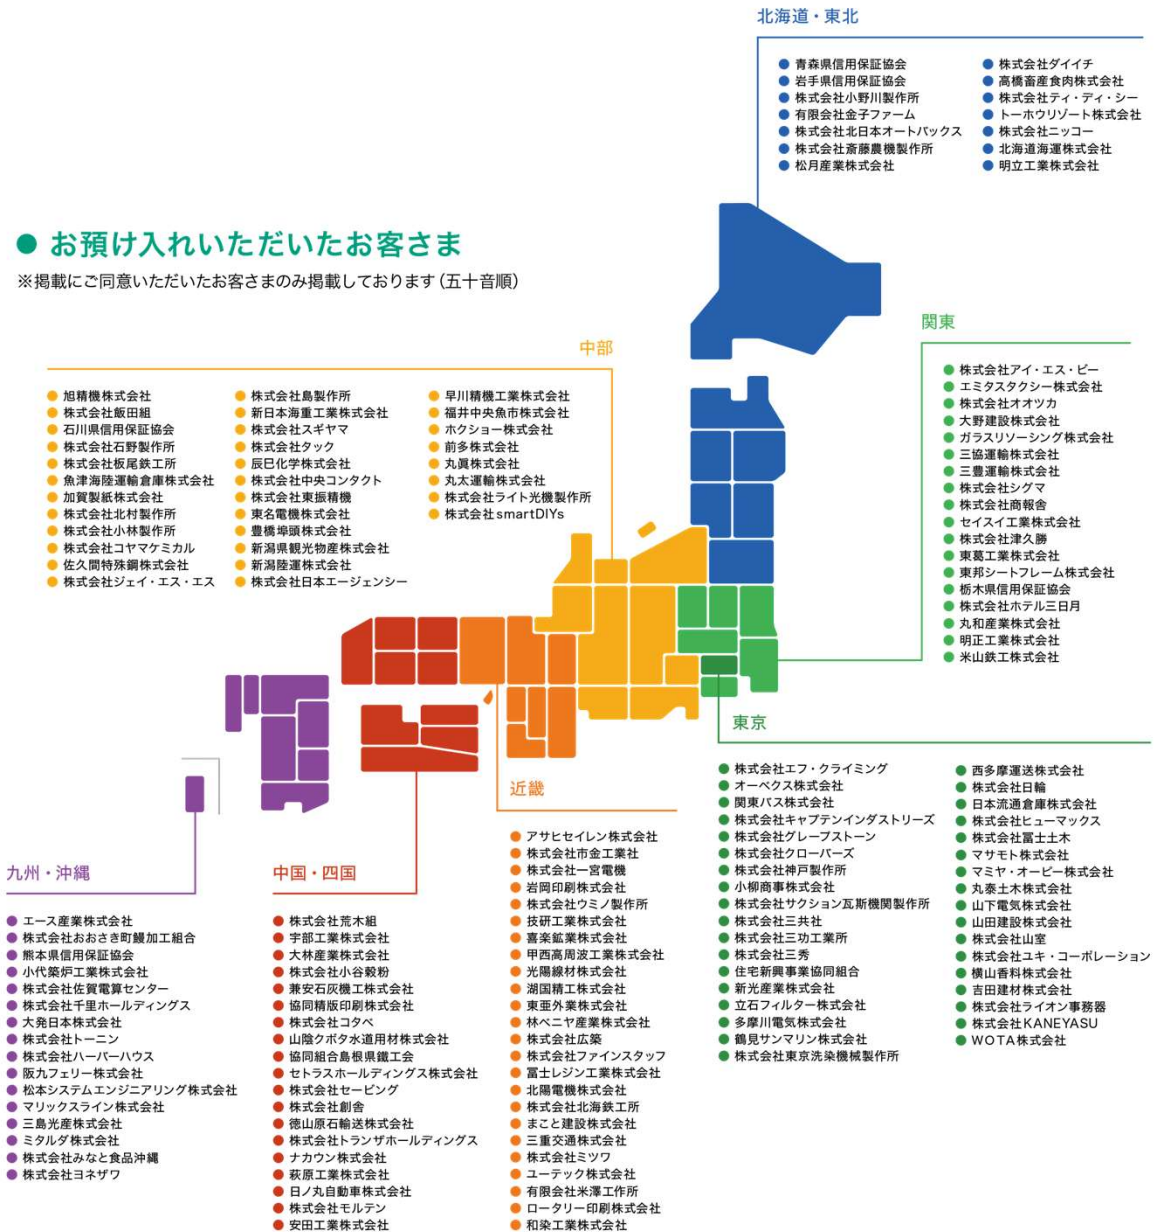 北海道・東北
青森県信用保証協会
岩手県信用保証協会
株式会社小野川製作所
有限会社金子ファーム
株式会社北日本オートバックス
株式会社斎藤農機製作所
松月産業株式会社
株式会社ダイイチ
高橋畜産食肉株式会社
株式会社ティ・ディ・シー
トーホウリゾート株式会社
株式会社ニッコー
北海道海運株式会社
明立工業株式会社
● お預け入れいただいたお客さま
※掲載にご同意いただいたお客さまのみ掲載しております(五十音順)
中部
旭精機株式会社
株式会社飯田組
石川県信用保証協会
株式会社石野製作所
株式会社板尾鉄工所
魚津海陸運輸倉庫株式会社
加賀製紙株式会社
株式会社北村製作所
株式会社小林製作所
株式会社コヤマケミカル
佐久間特殊鋼株式会社
株式会社ジェイ・エス・エス
株式会社島製作所
新日本海重工業株式会社
株式会社スギヤマ
株式会社タック
辰巳化学株式会社
株式会社中央コンタクト
株式会社東振精機
東名電機株式会社
豊橋埠頭株式会社
新潟県観光物産株式会社
新潟陸運株式会社
株式会社日本エージェンシー
早川精機工業株式会社
福井中央魚市株式会社
ホクショー株式会社
前多株式会社
丸眞株式会社
丸太運輸株式会社
株式会社ライト光機製作所
株式会社smartDIYs
関東
株式会社アイ・エス・ビー
エミタスタクシー株式会社
株式会社オオツカ
大野建設株式会社
ガラスリソーシング株式会社
三協運輸株式会社
三豊運輸株式会社
株式会社シグマ
株式会社商報舎
セイスイ工業株式会社
株式会社津久勝
東葛工業株式会社
東邦シートフレーム株式会社
栃木県信用保証協会
株式会社ホテル三日月
丸和産業株式会社
明正工業株式会社
米山鉄工株式会社
東京
株式会社エフ・クライミング
オーベクス株式会社
関東バス株式会社
株式会社キャプテンインダストリーズ
株式会社グレープストーン
株式会社クローバーズ
株式会社神戸製作所
小柳商事株式会社
株式会社サクション瓦斯機関製作所
株式会社三共社
株式会社三功工業所
株式会社三秀
住宅新興事業協同組合
新光産業株式会社
立石フィルター株式会社
多摩川電気株式会社
鶴見サンマリン株式会社
株式会社東京洗染機械製作所
西多摩運送株式会社
株式会社日輪
日本流通倉庫株式会社
株式会社ヒューマックス
株式会社冨士土木
マサモト株式会社
マミヤ・オーピー株式会社
丸泰土木株式会社
山下電気株式会社
山田建設株式会社
株式会社山室
株式会社ユキ・コーポレーション
横山香料株式会社
吉田建材株式会社
株式会社ライオン事務器
株式会社KANEYASU
WOTA株式会社
近畿
アサヒセイレン株式会社
株式会社市金工業社
株式会社一宮電機
岩岡印刷株式会社
株式会社ウミノ製作所
技研工業株式会社
喜楽鉱業株式会社
甲西高周波工業株式会社
光陽線材株式会社
湖国精工株式会社
東亜外業株式会社
林ベニヤ産業株式会社
株式会社広築
株式会社ファインスタッフ
冨士レジン工業株式会社
北陽電機株式会社
株式会社北海鉄工所
まこと建設株式会社
三重交通株式会社
株式会社ミツワ
ユーテック株式会社
有限会社米澤工作所
ロータリー印刷株式会社
和染工業株式会社
中国・四国
株式会社荒木組
宇部工業株式会社
大林産業株式会社
株式会社小谷穀粉
兼安石灰機工株式会社
協同精版印刷株式会社
株式会社コタベ
山陰クボタ水道用材株式会社
協同組合島根県鐵工会
セトラスホールディングス株式会社
株式会社セービング
株式会社創舎
徳山原石輸送株式会社
株式会社トランザホールディングス
ナカウン株式会社
萩原工業株式会社
日ノ丸自動車株式会社
株式会社モルテン
安田工業株式会社
九州・沖縄
エース産業株式会社
株式会社おおさき町鰻加工組合
熊本県信用保証協会
小代築炉工業株式会社
株式会社佐賀電算センター
株式会社千里ホールディングス
大発日本株式会社
株式会社トーニン
株式会社ハーバーハウス
阪九フェリー株式会社
松本システムエンジニアリング株式会社
マリックスライン株式会社
三島光産株式会社
ミタルダ株式会社
株式会社みなと食品沖縄
株式会社ヨネザワ